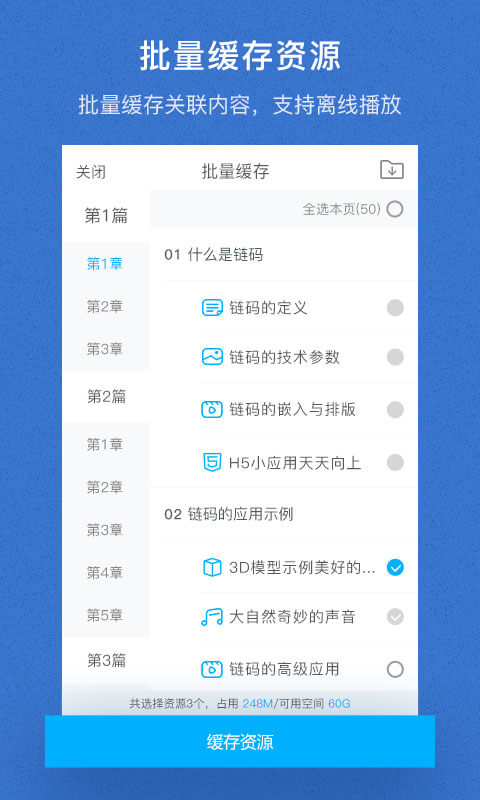 批量缓存资源
批量缓存关联内容，支持离线播放
关闭
批量缓存
全选本页(50)
第1篇
第1章
第2章
第3章
第2篇
第1章
第2章
第3章
第4章
第5章
第3篇
01 什么是链码
链码的定义
链码的技术参数
链码的嵌入与排版
H5小应用天天向上
02 链码的应用示例
3D模型示例美好的...
大自然奇妙的声音
链码的高级应用
共选择资源3个，占用 248M/可用空间 60G
缓存资源